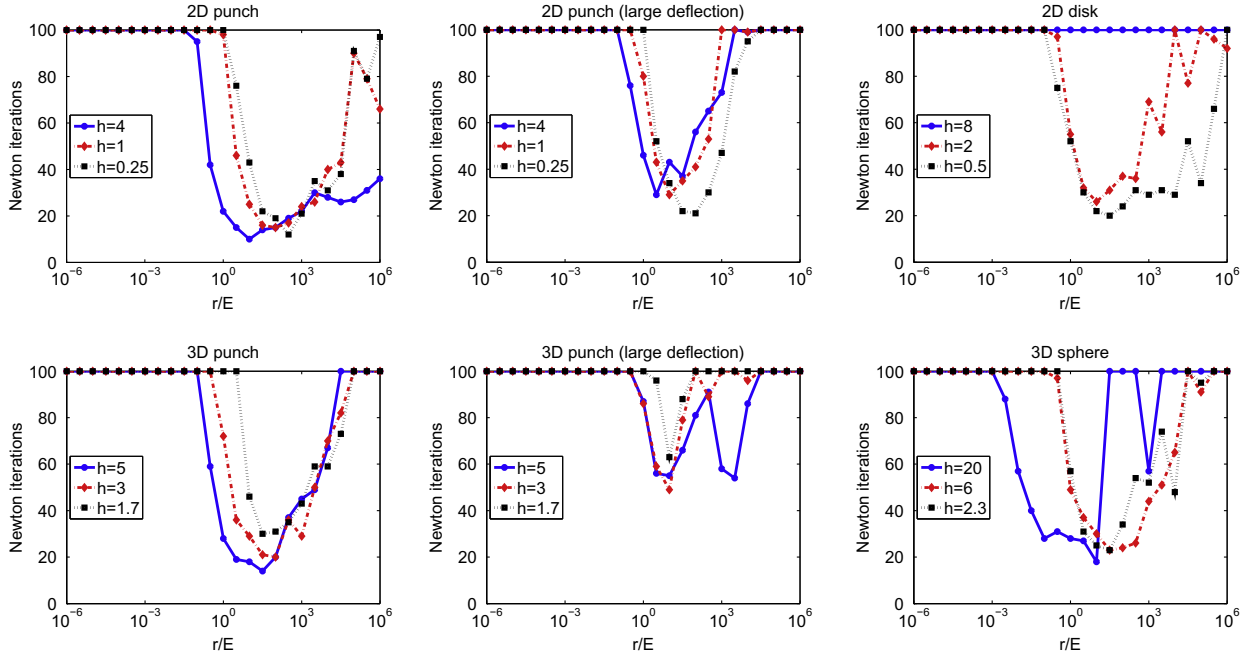 2D punch
Newton iterations
100
80
60
40
20
0
h=4
h=1
h=0.25
10^−6
10^−3
10^0
10^3
10^6
r/E
2D punch (large deflection)
Newton iterations
100
80
60
40
20
0
h=4
h=1
h=0.25
10^−6
10^−3
10^0
10^3
10^6
r/E
2D disk
Newton iterations
100
80
60
40
20
0
h=8
h=2
h=0.5
10^−6
10^−3
10^0
10^3
10^6
r/E
3D punch
Newton iterations
100
80
60
40
20
0
h=5
h=3
h=1.7
10^−6
10^−3
10^0
10^3
10^6
r/E
3D punch (large deflection)
Newton iterations
100
80
60
40
20
0
h=5
h=3
h=1.7
10^−6
10^−3
10^0
10^3
10^6
r/E
3D sphere
Newton iterations
100
80
60
40
20
0
h=20
h=6
h=2.3
10^−6
10^−3
10^0
10^3
10^6
r/E